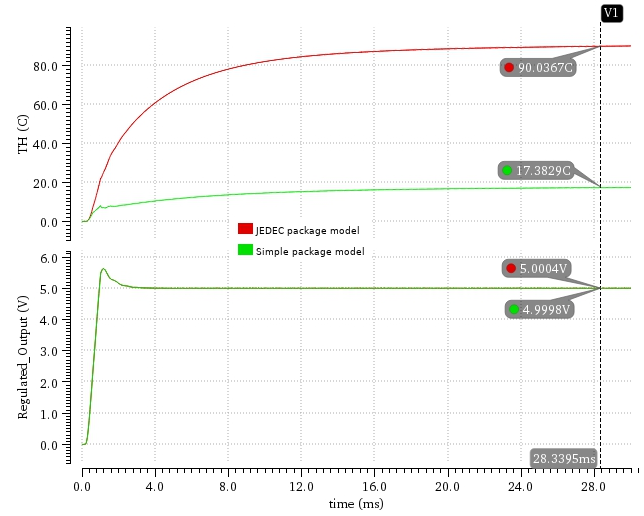 V1
TH (C)
80.0
60.0
40.0
20.0
0.0
90.0367C
17.3829C
JEDEC package model
Simple package model
Regulated_Output (V)
6.0
5.0
4.0
3.0
2.0
1.0
0.0
5.0004V
4.9998V
28.3395ms
0.0 4.0 8.0 12.0 16.0 20.0 24.0 28.0
time (ms)